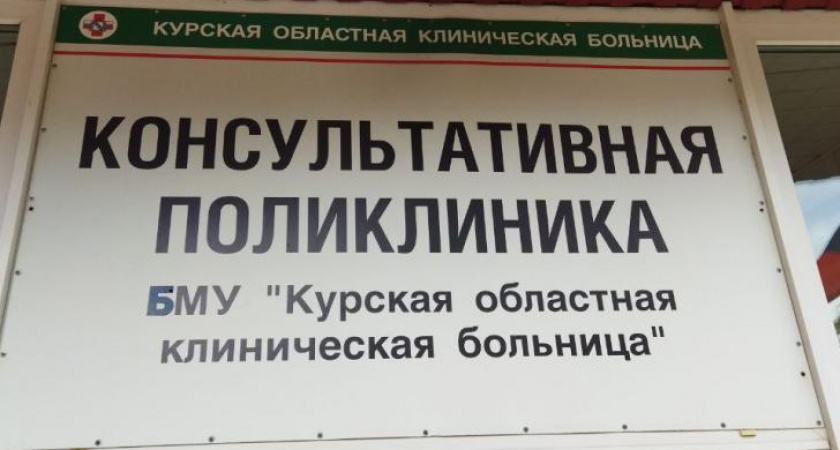 КУРСКАЯ ОБЛАСТНАЯ КЛИНИЧЕСКАЯ БОЛЬНИЦА
КОНСУЛЬТАТИВНАЯ
ПОЛИКЛИНИКА
БМУ "Курская областная
клиническая больница"